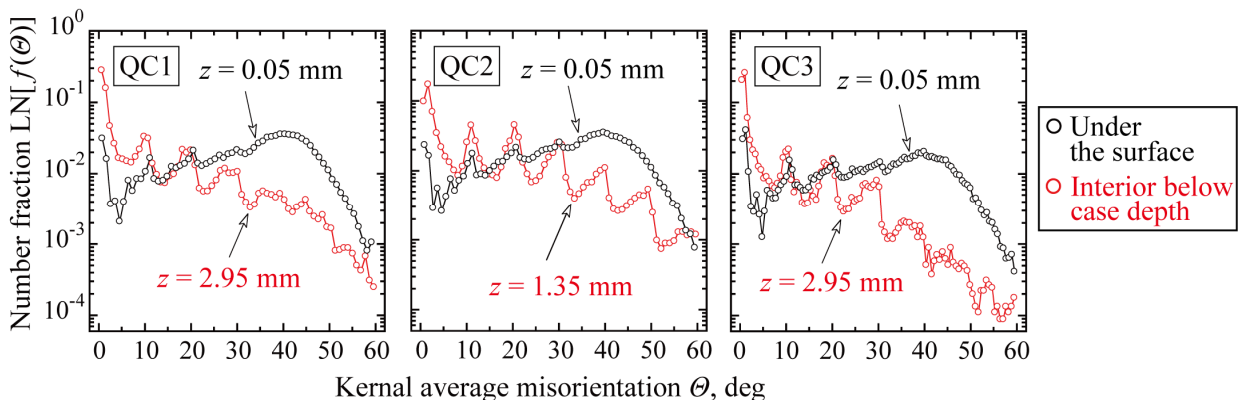 Number fraction LN[f(Θ)]
10⁰
10⁻¹
10⁻²
10⁻³
10⁻⁴
QC1
z = 0.05 mm
z = 2.95 mm
0 10 20 30 40 50 60
QC2
z = 0.05 mm
z = 1.35 mm
0 10 20 30 40 50 60
QC3
z = 0.05 mm
z = 2.95 mm
0 10 20 30 40 50 60
Under
the surface
Interior below
case depth
Kernal average misorientation Θ, deg